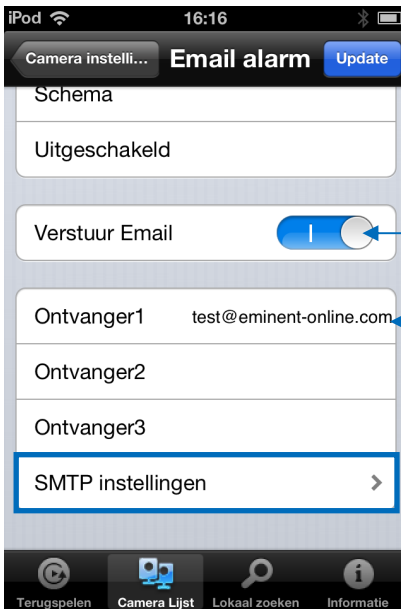 iPod 16:16
Camera instelli... Email alarm Update
Schema
Uitgeschakeld
Verstuur Email
Ontvanger1 test@eminent-online.com
Ontvanger2
Ontvanger3
SMTP instellingen
Terugspelen Camera Lijst Lokaal zoeken Informatie